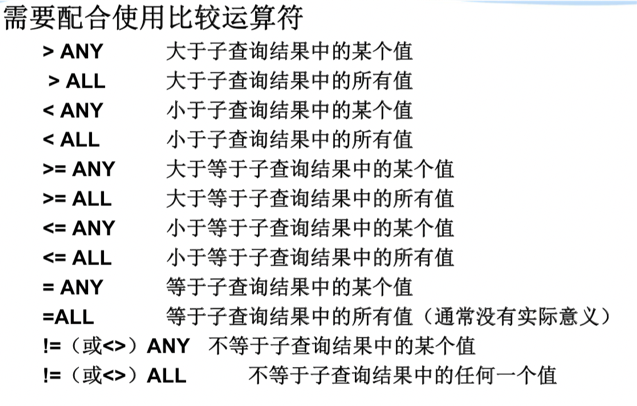 需要配合使用比较运算符
> ANY 大于子查询结果中的某个值
> ALL 大于子查询结果中的所有值
< ANY 小于子查询结果中的某个值
< ALL 小于子查询结果中的所有值
>= ANY 大于等于子查询结果中的某个值
>= ALL 大于等于子查询结果中的所有值
<= ANY 小于等于子查询结果中的某个值
<= ALL 小于等于子查询结果中的所有值
= ANY 等于子查询结果中的某个值
=ALL 等于子查询结果中的所有值（通常没有实际意义）
!=（或<>）ANY 不等于子查询结果中的某个值
!=（或<>）ALL 不等于子查询结果中的任何一个值